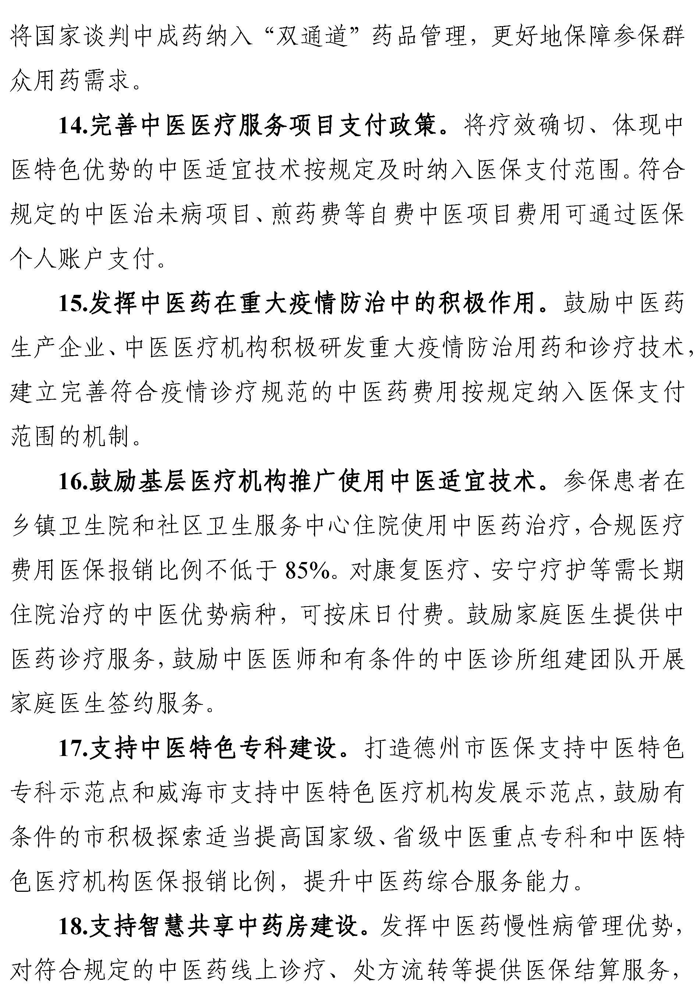 将国家谈判中成药纳入“双通道”药品管理，更好地保障参保群
众用药需求。
14.完善中医医疗服务项目支付政策。将疗效确切、体现中
医特色优势的中医适宜技术按规定及时纳入医保支付范围。符合
规定的中医治未病项目、煎药费等自费中医项目费用可通过医保
个人账户支付。
15.发挥中医药在重大疫情防治中的积极作用。鼓励中医药
生产企业、中医医疗机构积极研发重大疫情防治用药和诊疗技术，
建立完善符合疫情诊疗规范的中医药费用按规定纳入医保支付
范围的机制。
16.鼓励基层医疗机构推广使用中医适宜技术。参保患者在
乡镇卫生院和社区卫生服务中心住院使用中医药治疗，合规医疗
费用医保报销比例不低于 85%。对康复医疗、安宁疗护等需长期
住院治疗的中医优势病种，可按床日付费。鼓励家庭医生提供中
医药诊疗服务，鼓励中医医师和有条件的中医诊所组建团队开展
家庭医生签约服务。
17.支持中医特色专科建设。打造德州市医保支持中医特色
专科示范点和威海市支持中医特色医疗机构发展示范点，鼓励有
条件的市积极探索适当提高国家级、省级中医重点专科和中医特
色医疗机构医保报销比例，提升中医药综合服务能力。
18.支持智慧共享中药房建设。发挥中医药慢性病管理优势，
对符合规定的中医药线上诊疗、处方流转等提供医保结算服务，